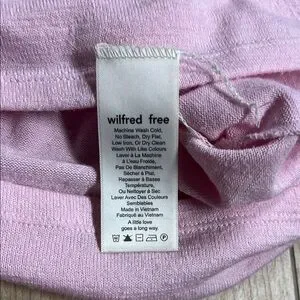 wilfred free
Machine Wash Cold,
No Bleach, Dry Flat,
Low Iron, Or Dry Clean
Wash With Like Colours
Laver à La Machine
à L'eau Froide,
Pas De Blanchiment,
Sécher à Plat,
Repasser à Basse
Température,
Ou Nettoyer à Sec
Laver Avec Des Couleurs
Semblables
Made in Vietnam
Fabriqué au Vietnam
A little love
goes a long way.